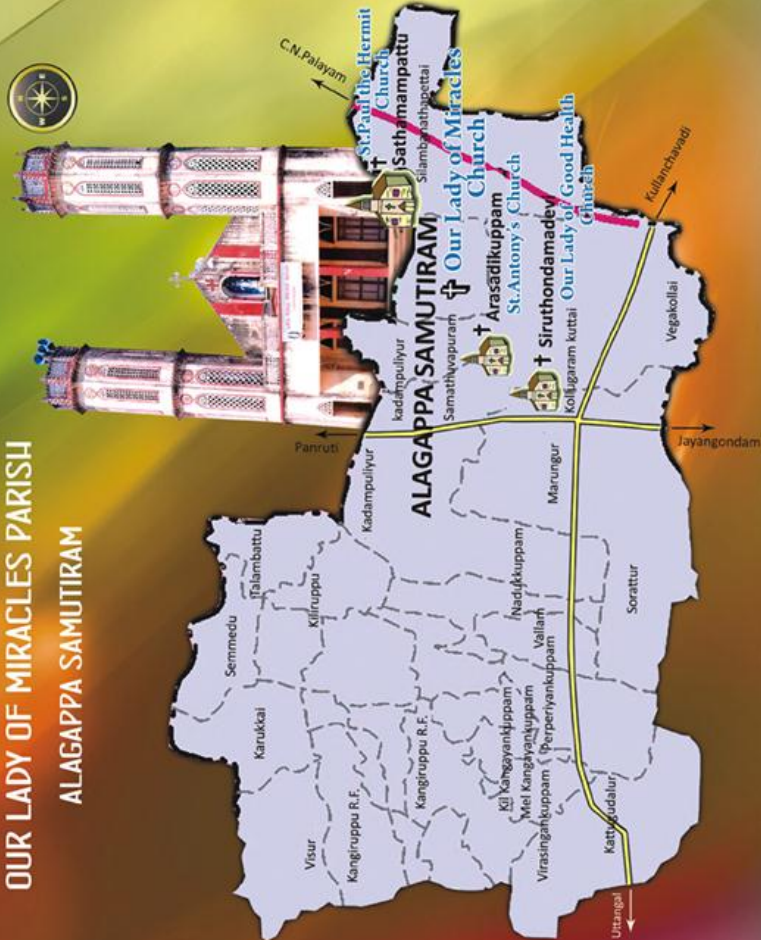 OUR LADY OF MIRACLES PARISH
ALAGAPPA SAMUTIRAM
C.N.Palayam
St.Paul the Hermit
Church
Sathamampattu
Silambanathapettai
Our Lady of Miracles
Church
ALAGAPPA SAMUTIRAM
Arasadikuppam
St.Antony's Church
Siruthondamadevi
Our Lady of Good Health
Church
Kullanchavadi
kadampuliyur
Samathuvapuram
Kollugaram kuttai
Vegakollai
Panruti
Jayangondam
Kadampuliyur
Marungur
Talambattu
Semmedu
Kiliruppu
Nadukkuppam
Vallam
Sorattur
Karukkai
Kangiruppu R.F.
Kil Kangayankuppam
Mel Kangayankuppam
Perperiyankuppam
Visur
Kangiruppu R.F.
Virasingankuppam
Kattugudalur
Uttangal